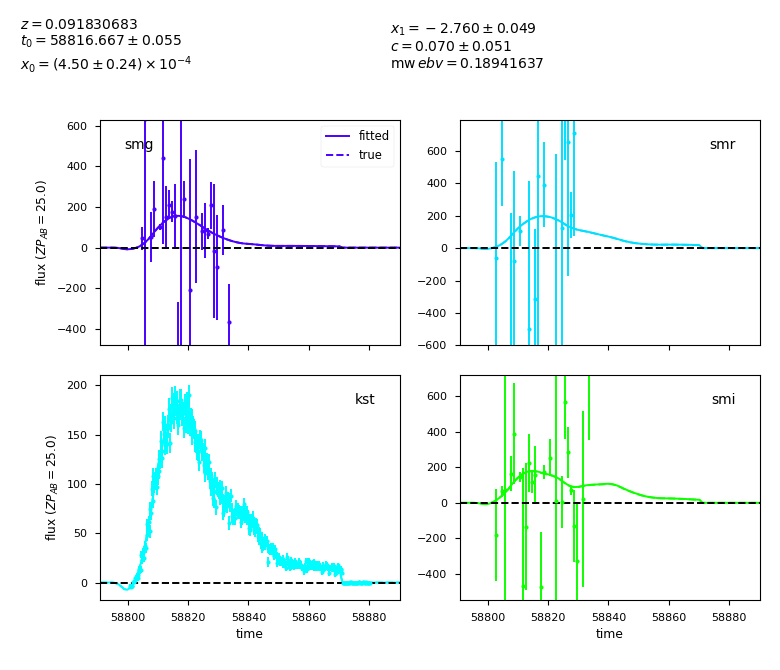 z = 0.091830683
t₀ = 58816.667 ± 0.055
x₀ = (4.50 ± 0.24) × 10⁻⁴
x₁ = −2.760 ± 0.049
c = 0.070 ± 0.051
mw ebv = 0.18941637
smg
fitted
true
600
400
200
0
−200
−400
flux (ZP_AB = 25.0)
smr
600
400
200
0
−200
−400
−600
kst
200
150
100
50
0
flux (ZP_AB = 25.0)
58800 58820 58840 58860 58880
time
smi
600
400
200
0
−200
−400
58800 58820 58840 58860 58880
time